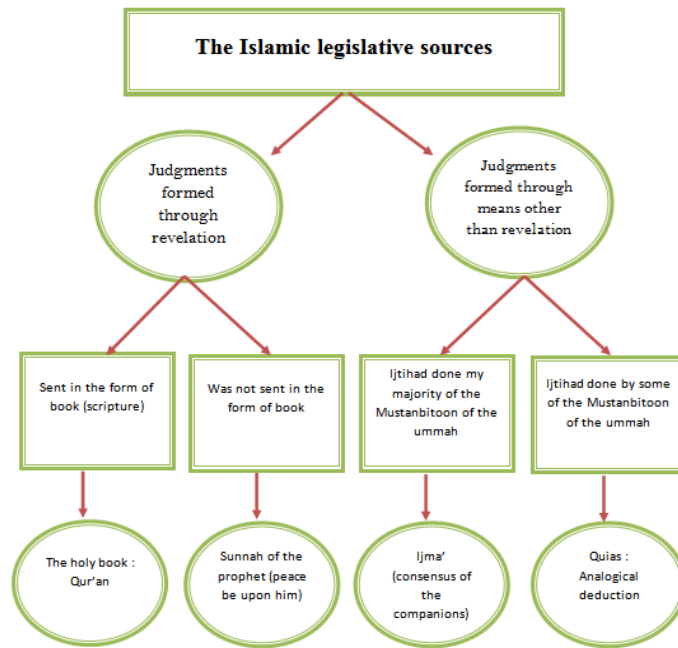 The Islamic legislative sources
Judgments
formed
through
revelation
Judgments
formed through
means other
than revelation
Sent in the form of
book (scripture)
Was not sent in the
form of book
Ijtihad done my
majority of the
Mustanbitoon of the
ummah
Ijtihad done by some
of the Mustanbitoon
of the ummah
The holy book :
Qur'an
Sunnah of the
prophet (peace
be upon him)
Ijma’
(consensus of
the
companions)
Quias :
Analogical
deduction